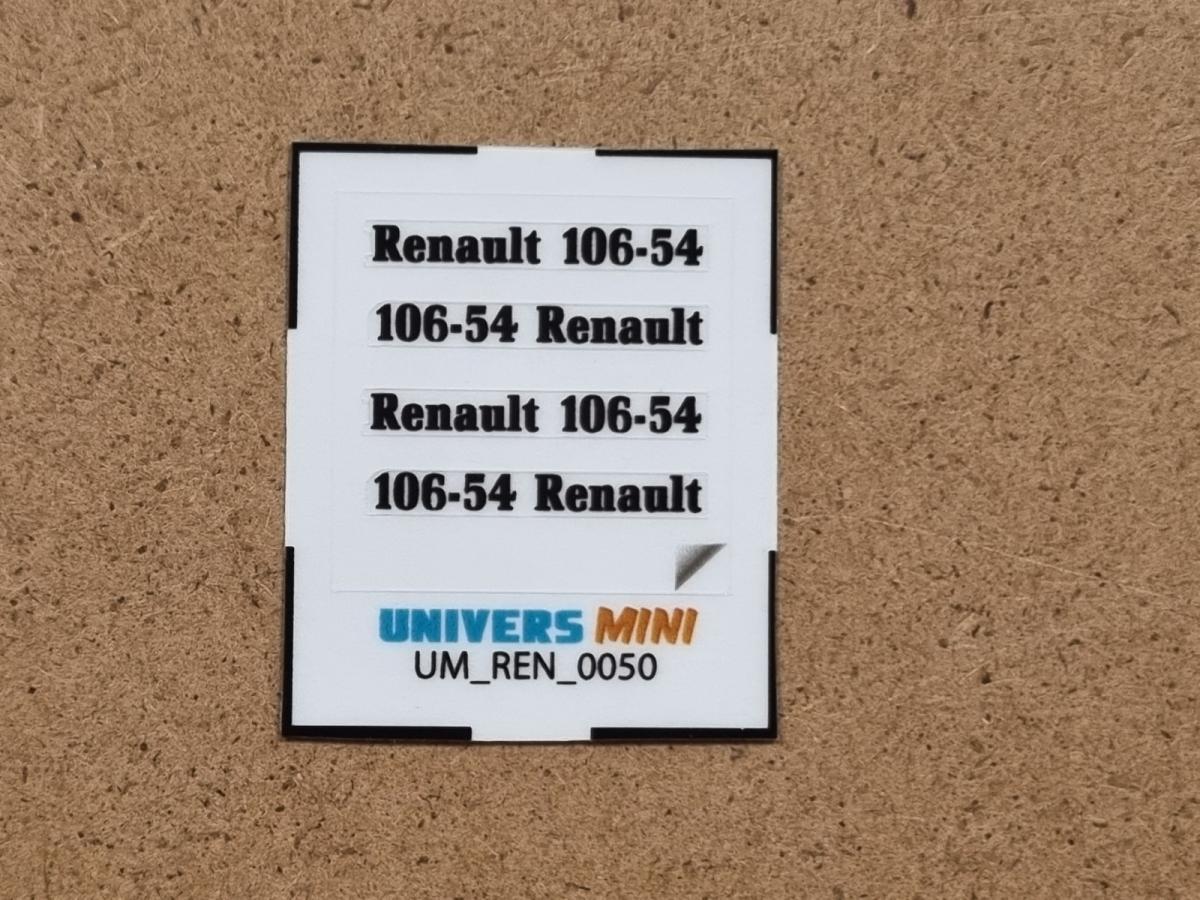 Renault 106-54
106-54 Renault
Renault 106-54
106-54 Renault
UNIVERS MINI
UM_REN_0050